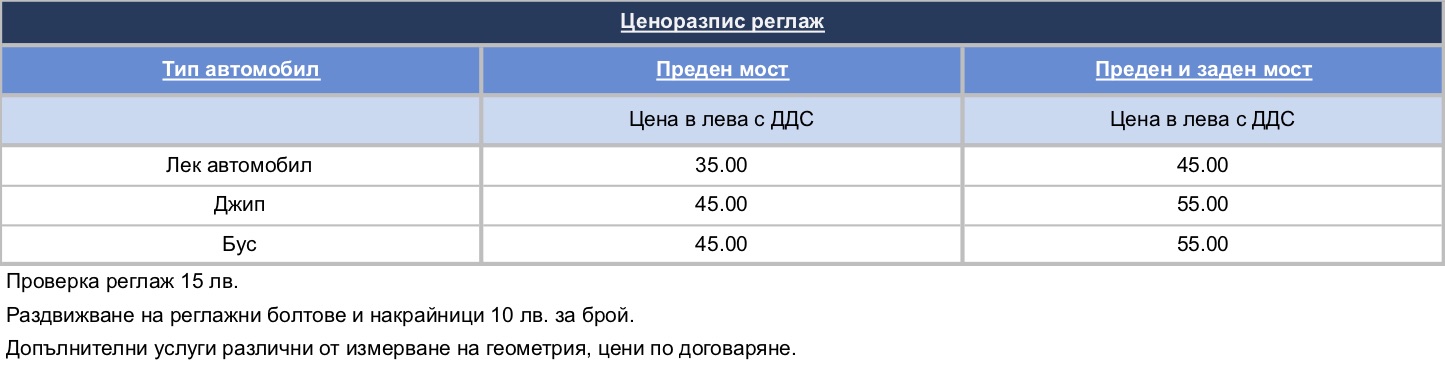 Ценоразпис реглаж
Тип автомобил Преден мост Преден и заден мост
Цена в лева с ДДС Цена в лева с ДДС
Лек автомобил 35.00 45.00
Джип 45.00 55.00
Бус 45.00 55.00
Проверка реглаж 15 лв.
Раздвижване на реглажни болтове и накрайници 10 лв. за брой.
Допълнителни услуги различни от измерване на геометрия, цени по договаряне.